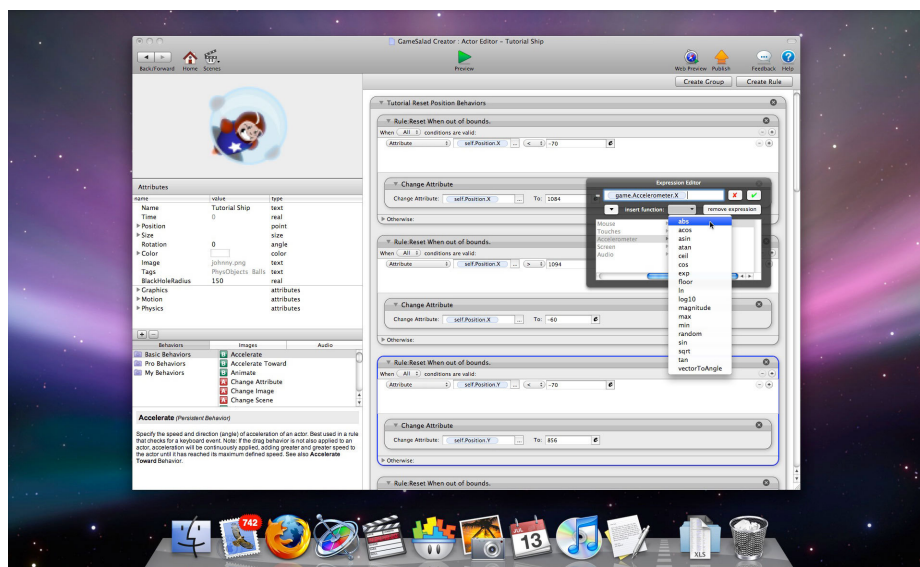 GameSalad Creator : Actor Editor – Tutorial Ship
Back/Forward Home Scenes Preview Web Preview Publish Feedback Help
Create Group Create Rule
Tutorial Reset Position Behaviors
Rule:Reset When out of bounds.
When All conditions are valid:
Attribute self.Position.X ... < -70 e
Change Attribute
Change Attribute: self.Position.X ... To: 1084
Otherwise:
Rule:Reset When out of bounds.
When All conditions are valid:
Attribute self.Position.X ... > 1094
Change Attribute
Change Attribute: self.Position.X ... To: -60 e
Otherwise:
Rule:Reset When out of bounds.
When All conditions are valid:
Attribute self.Position.Y ... < -70
Change Attribute
Change Attribute: self.Position.Y ... To: 856 e
Otherwise:
Rule:Reset When out of bounds.
Expression Editor
= game.Accelerometer.X
insert function: remove expression
Mouse
Touches
Accelerometer
Screen
Audio
abs
acos
asin
atan
ceil
cos
exp
floor
ln
log10
magnitude
max
min
random
sin
sqrt
tan
vectorToAngle
Attributes
name value type
Name Tutorial Ship text
Time 0 real
Position point
Size size
Rotation 0 angle
Color color
Image johnny.png text
Tags PhysObjects Balls text
BlackHoleRadius 150 real
Graphics attributes
Motion attributes
Physics attributes
Behaviors Images Audio
Basic Behaviors
Pro Behaviors
My Behaviors
Accelerate
Accelerate Toward
Animate
Change Attribute
Change Image
Change Scene
Accelerate (Persistent Behavior)
Specify the speed and direction (angle) of acceleration of an actor. Best used in a rule
that checks for a keyboard event. Note: If the drag behavior is not also applied to an
actor, acceleration will be continuously applied, adding greater and greater speed to
the actor until it has reached its maximum defined speed. See also Accelerate
Toward Behavior.
742
JUL
13
XLS